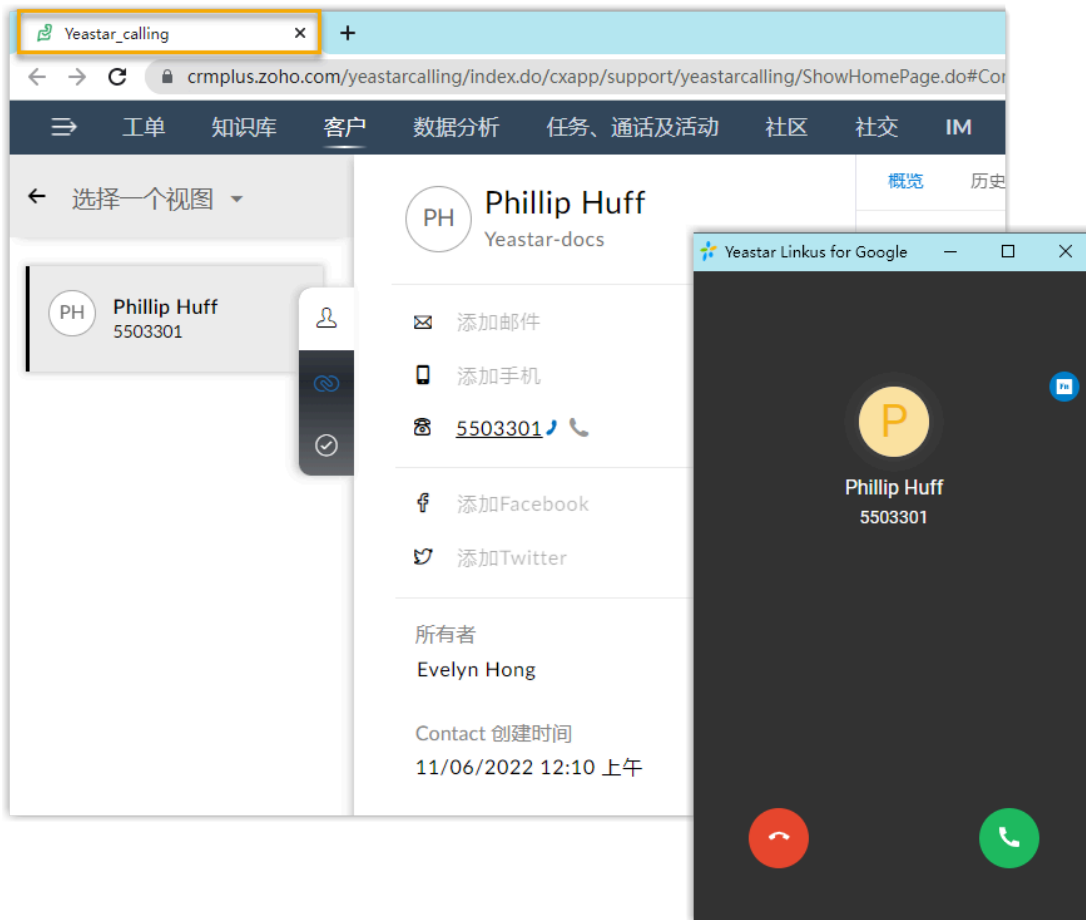 Yeastar_calling
crmplus.zoho.com/yeastarcalling/index.do/cxapp/support/yeastarcalling/ShowHomePage.do#Cor
工单 知识库 客户 数据分析 任务、通话及活动 社区 社交 IM
选择一个视图
PH
Phillip Huff
5503301
PH
Phillip Huff
Yeastar-docs
添加邮件
添加手机
5503301
添加Facebook
添加Twitter
所有者
Evelyn Hong
Contact 创建时间
11/06/2022 12:10 上午
概览 历史
Yeastar Linkus for Google
P
Phillip Huff
5503301